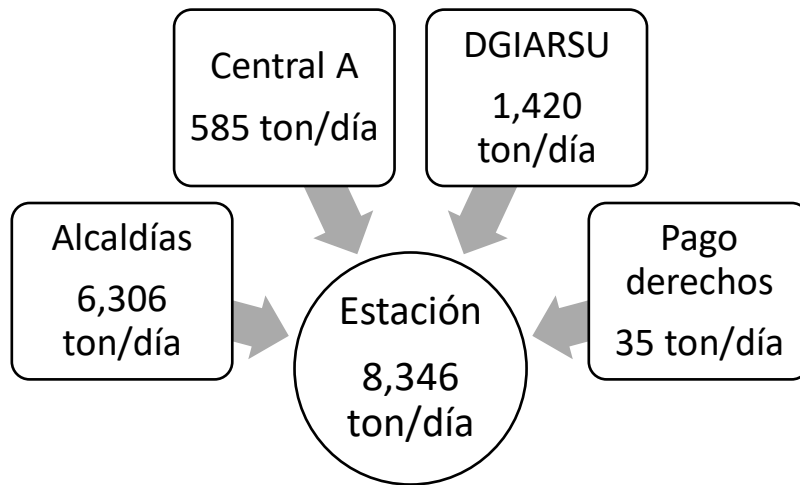 Central A
585 ton/día
DGIARSU
1,420
ton/día
Alcaldías
6,306
ton/día
Estación
8,346
ton/día
Pago
derechos
35 ton/día